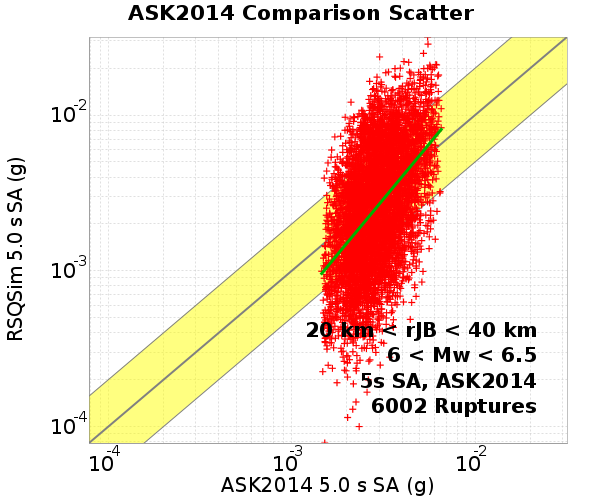 ASK2014 Comparison Scatter
RSQSim 5.0 s SA (g)
10-2
10-3
10-4
20 km < rJB < 40 km
6 < Mw < 6.5
5s SA, ASK2014
6002 Ruptures
10-4 10-3 10-2
ASK2014 5.0 s SA (g)